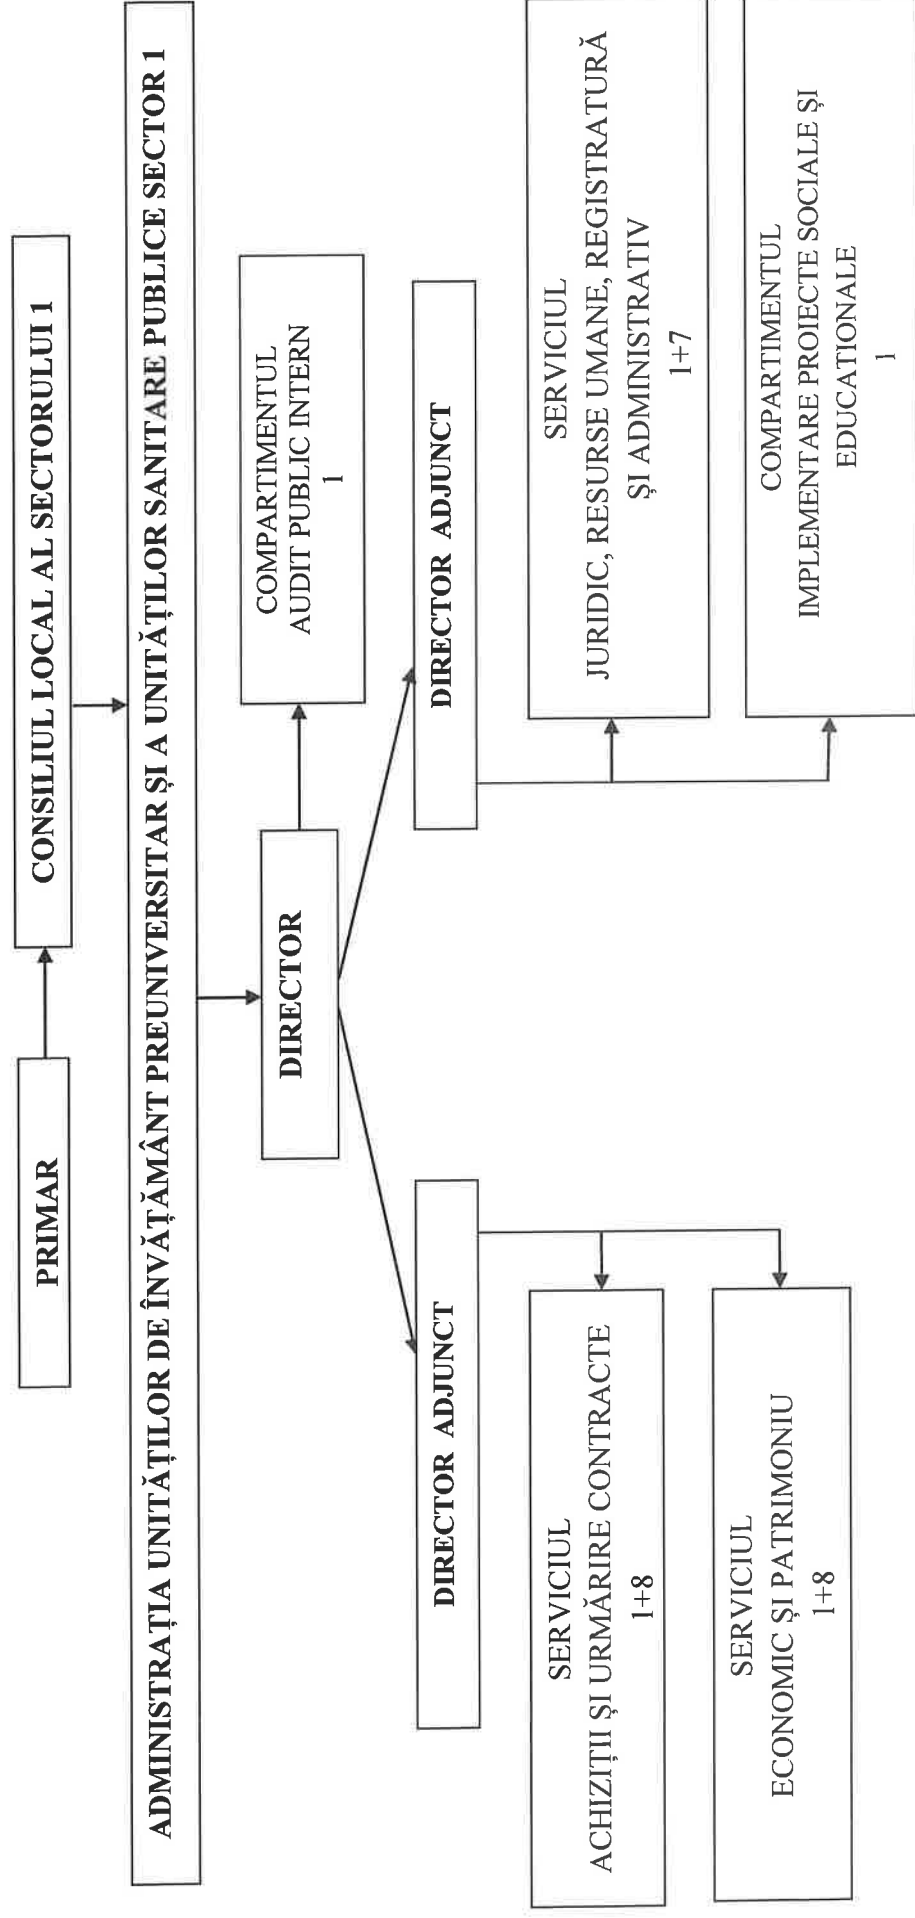 PRIMAR
CONSILIUL LOCAL AL SECTORULUI 1
ADMINISTRAȚIA UNITĂȚILOR DE ÎNVĂȚĂMÂNT PREUNIVERSITAR ȘI A UNITĂȚILOR SANITARE PUBLICE SECTOR 1
DIRECTOR
COMPARTIMENTUL
AUDIT PUBLIC INTERN
1
DIRECTOR ADJUNCT
DIRECTOR ADJUNCT
SERVICIUL
ACHIZIȚII ȘI URMĂRIRE CONTRACTE
1+8
SERVICIUL
ECONOMIC ȘI PATRIMONIU
1+8
SERVICIUL
JURIDIC, RESURSE UMANE, REGISTRATURĂ
ȘI ADMINISTRATIV
1+7
COMPARTIMENTUL
IMPLEMENTARE PROIECTE SOCIALE ȘI
EDUCATIONALE
1